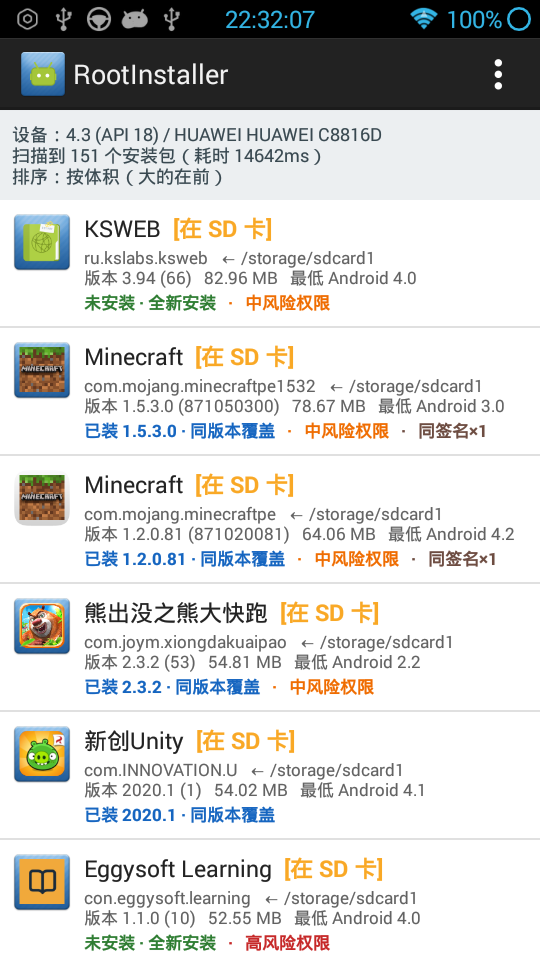 22:32:07
100%
RootInstaller
设备：4.3 (API 18) / HUAWEI HUAWEI C8816D
扫描到 151 个安装包（耗时 14642ms）
排序：按体积（大的在前）
KSWEB [在 SD 卡]
ru.kslabs.ksweb ← /storage/sdcard1
版本 3.94 (66) 82.96 MB 最低 Android 4.0
未安装 · 全新安装 · 中风险权限
Minecraft [在 SD 卡]
com.mojang.minecraftpe1532 ← /storage/sdcard1
版本 1.5.3.0 (871050300) 78.67 MB 最低 Android 3.0
已装 1.5.3.0 · 同版本覆盖 · 中风险权限 · 同签名×1
Minecraft [在 SD 卡]
com.mojang.minecraftpe ← /storage/sdcard1
版本 1.2.0.81 (871020081) 64.06 MB 最低 Android 4.2
已装 1.2.0.81 · 同版本覆盖 · 中风险权限 · 同签名×1
熊出没之熊大快跑 [在 SD 卡]
com.joym.xiongdakuaipao ← /storage/sdcard1
版本 2.3.2 (53) 54.81 MB 最低 Android 2.2
已装 2.3.2 · 同版本覆盖 · 中风险权限
新创Unity [在 SD 卡]
com.INNOVATION.U ← /storage/sdcard1
版本 2020.1 (1) 54.02 MB 最低 Android 4.1
已装 2020.1 · 同版本覆盖
Eggysoft Learning [在 SD 卡]
con.eggysoft.learning ← /storage/sdcard1
版本 1.1.0 (10) 52.55 MB 最低 Android 4.0
未安装 · 全新安装 · 高风险权限